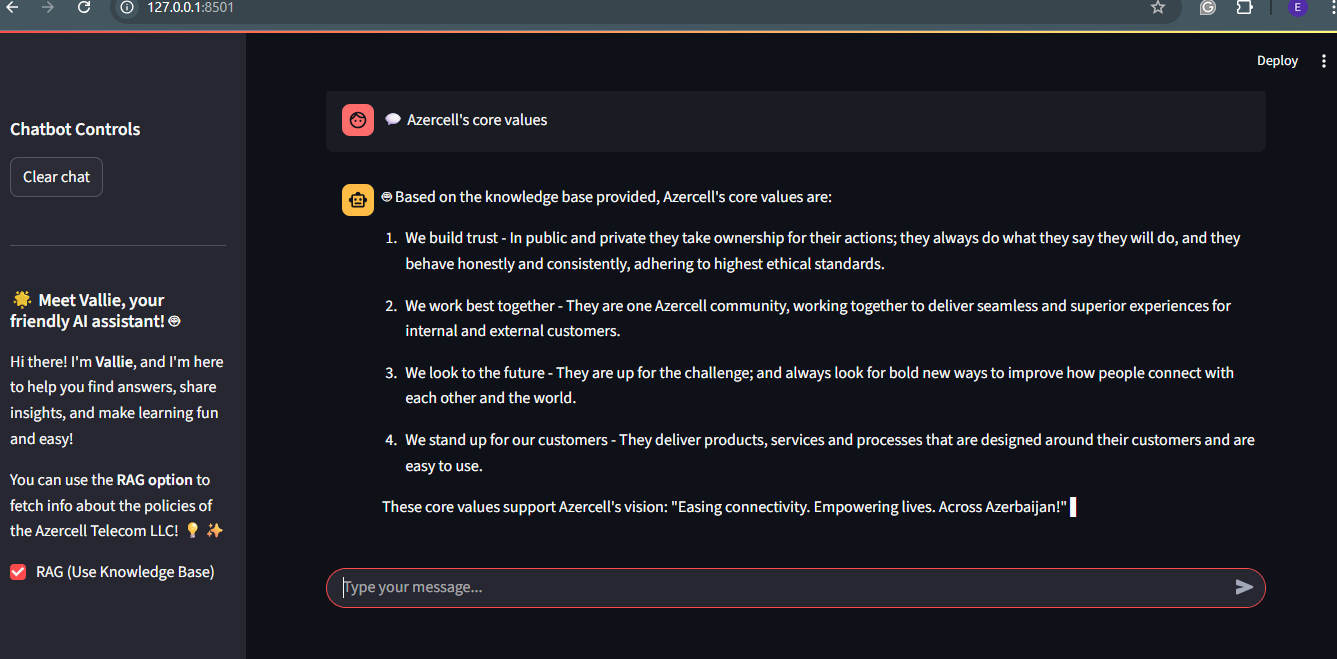 127.0.0.1:8501
E
Deploy
Chatbot Controls
Clear chat
🌟 Meet Vallie, your
friendly AI assistant! 🤓
Hi there! I'm Vallie, and I'm here
to help you find answers, share
insights, and make learning fun
and easy!
You can use the RAG option to
fetch info about the policies of
the Azercell Telecom LLC! 💡 ✨
RAG (Use Knowledge Base)
💬 Azercell's core values
Based on the knowledge base provided, Azercell's core values are:
1. We build trust - In public and private they take ownership for their actions; they always do what they say they will do, and they
behave honestly and consistently, adhering to highest ethical standards.
2. We work best together - They are one Azercell community, working together to deliver seamless and superior experiences for
internal and external customers.
3. We look to the future - They are up for the challenge; and always look for bold new ways to improve how people connect with
each other and the world.
4. We stand up for our customers - They deliver products, services and processes that are designed around their customers and are
easy to use.
These core values support Azercell's vision: "Easing connectivity. Empowering lives. Across Azerbaijan!"
Type your message...